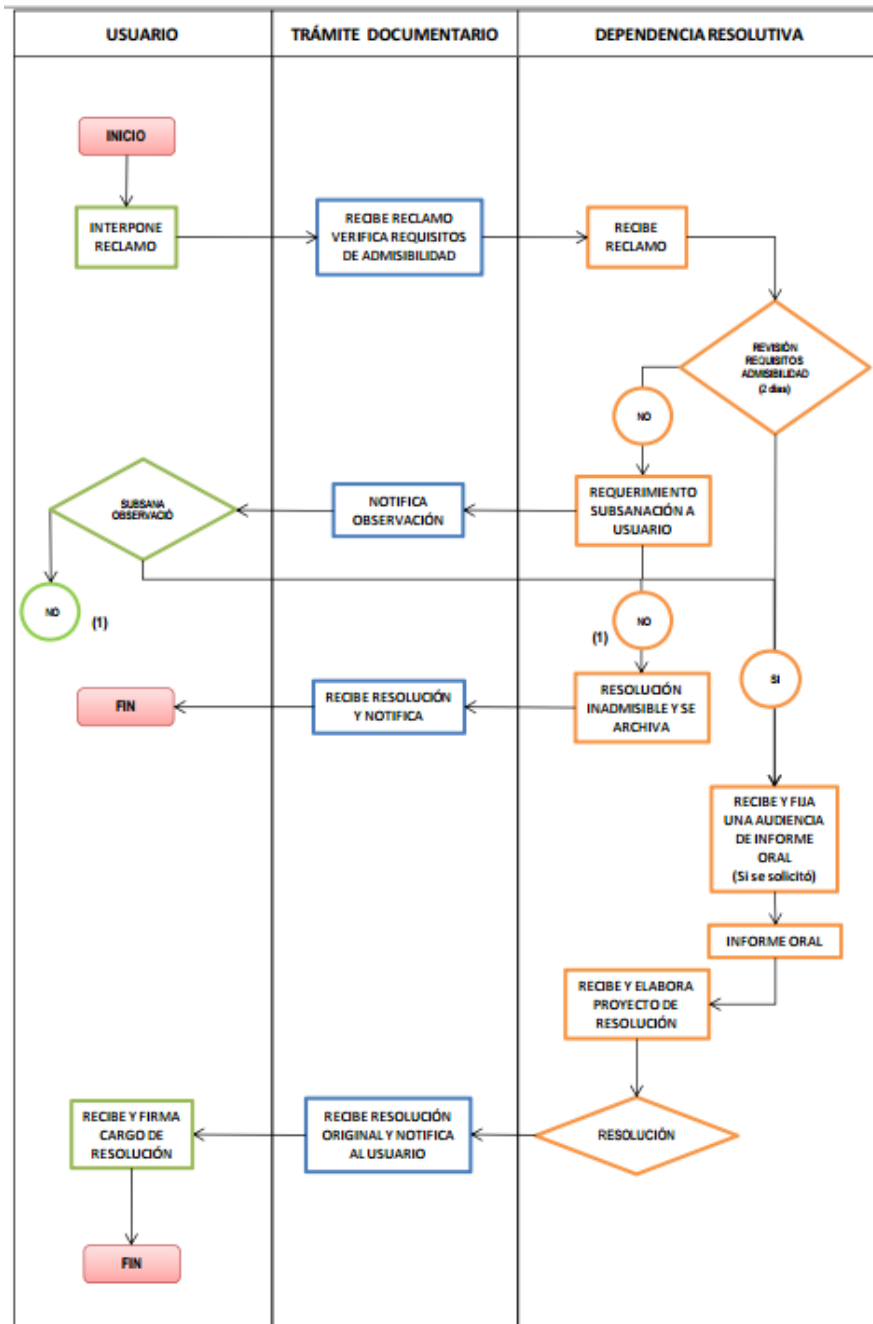 USUARIO
TRÁMITE DOCUMENTARIO
DEPENDENCIA RESOLUTIVA
INICIO
INTERPONE
RECLAMO
RECIBE RECLAMO
VERIFICA REQUISITOS
DE ADMISIBILIDAD
RECIBE
RECLAMO
REVISIÓN
REQUISITOS
ADMISIBILIDAD
(2 días)
NO
SUBSANA
OBSERVACIÓ
NOTIFICA
OBSERVACIÓN
REQUERIMIENTO
SUBSANACIÓN A
USUARIO
NO
(1)
(1)
NO
SI
FIN
RECIBE RESOLUCIÓN
Y NOTIFICA
RESOLUCIÓN
INADMISIBLE Y SE
ARCHIVA
RECIBE Y FIJA
UNA AUDIENCIA
DE INFORME
ORAL
(Si se solicitó)
INFORME ORAL
RECIBE Y ELABORA
PROYECTO DE
RESOLUCIÓN
RECIBE Y FIRMA
CARGO DE
RESOLUCIÓN
RECIBE RESOLUCIÓN
ORIGINAL Y NOTIFICA
AL USUARIO
RESOLUCIÓN
FIN